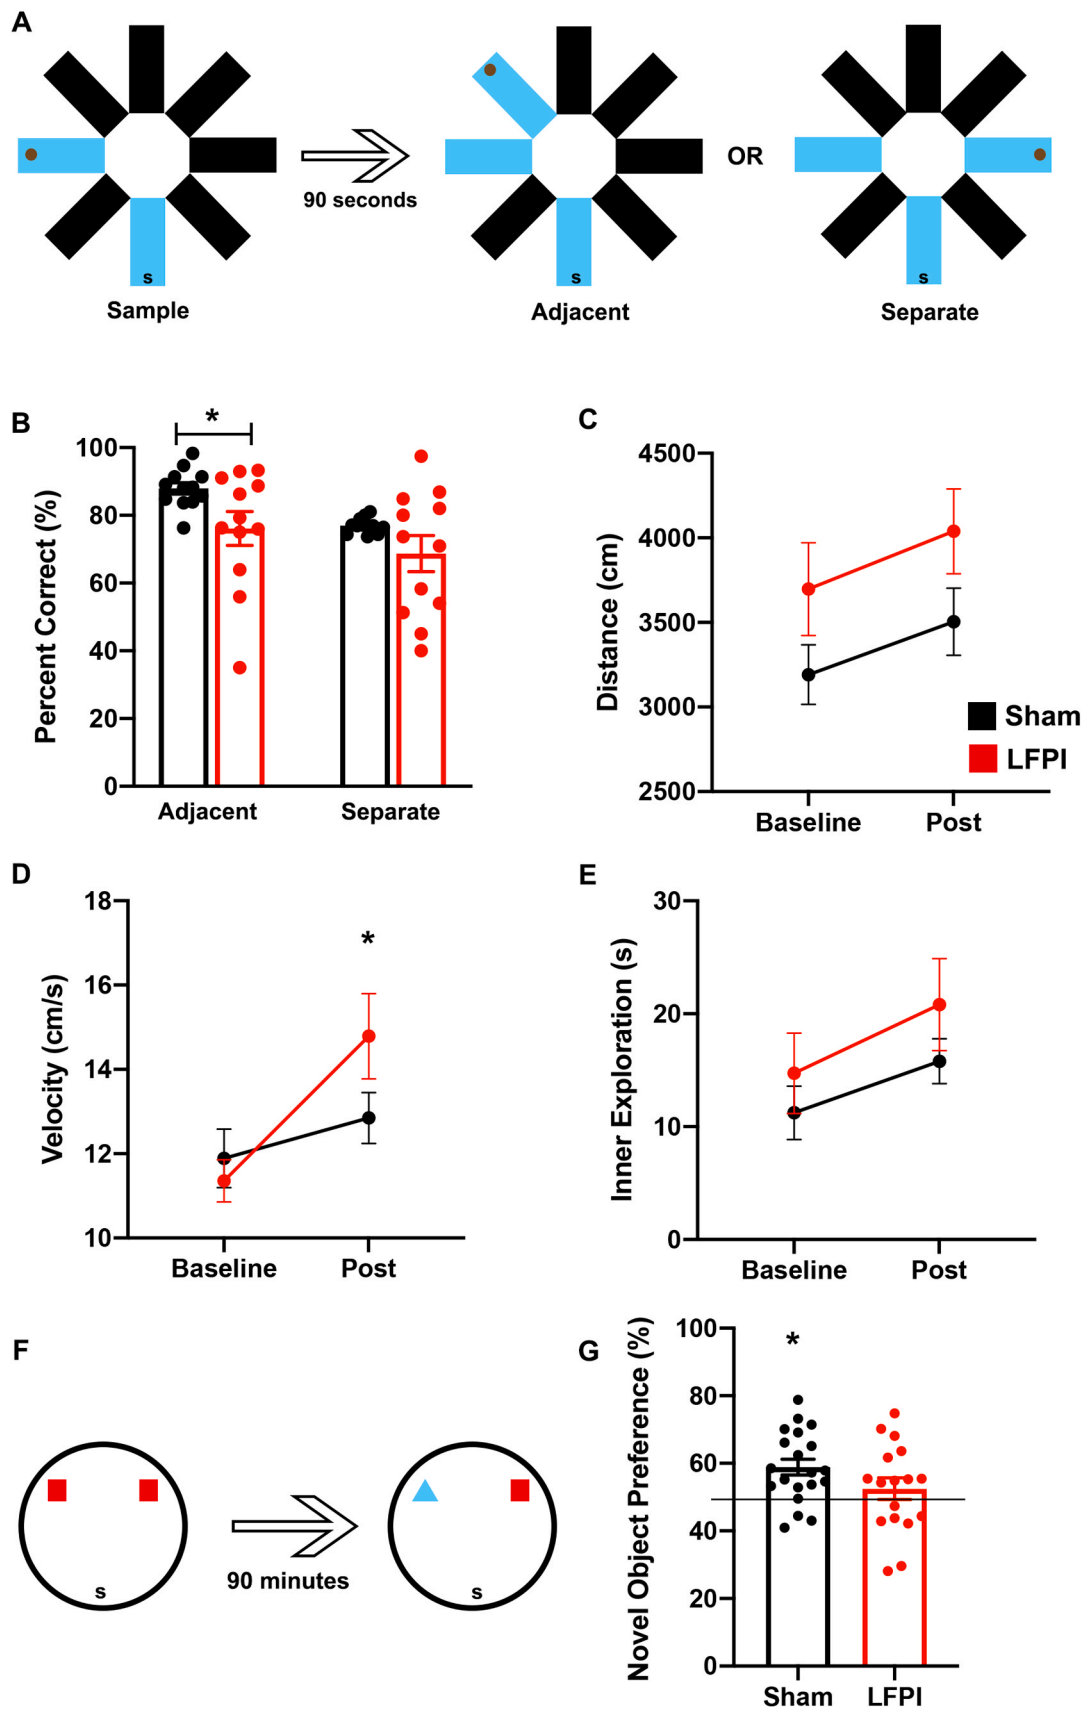 A
90 seconds
OR
s
s
s
Sample
Adjacent
Separate
B
*
Percent Correct (%)
100
80
60
40
20
0
Adjacent
Separate
C
Distance (cm)
4500
4000
3500
3000
2500
Baseline
Post
Sham
LFPI
D
Velocity (cm/s)
18
16
14
12
10
*
Baseline
Post
E
Inner Exploration (s)
30
20
10
0
Baseline
Post
F
s
90 minutes
s
G
Novel Object Preference (%)
100
80
60
40
20
0
*
Sham
LFPI